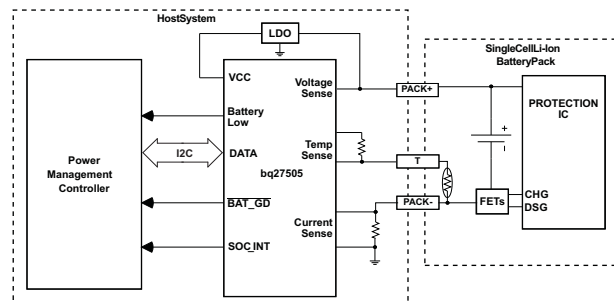 HostSystem
LDO
SingleCellLi-Ion
BatteryPack
VCC
Voltage
Sense
PACK+
PROTECTION
IC
Battery
Low
Temp
Sense
T
Power
Management
Controller
I2C
DATA
bq27505
BAT_GD
PACK-
FETs
CHG
DSG
Current
Sense
SOC_INT
+